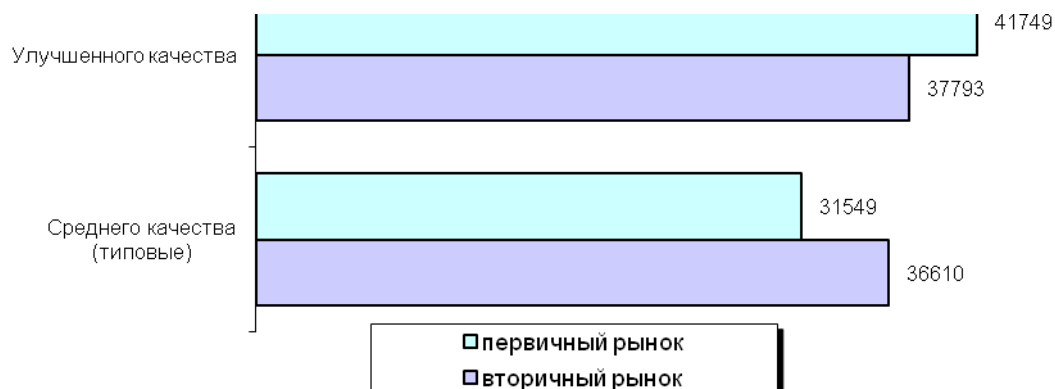 41749
Улучшенного качества
37793
31549
Среднего качества
(типовые)
36610
первичный рынок
вторичный рынок